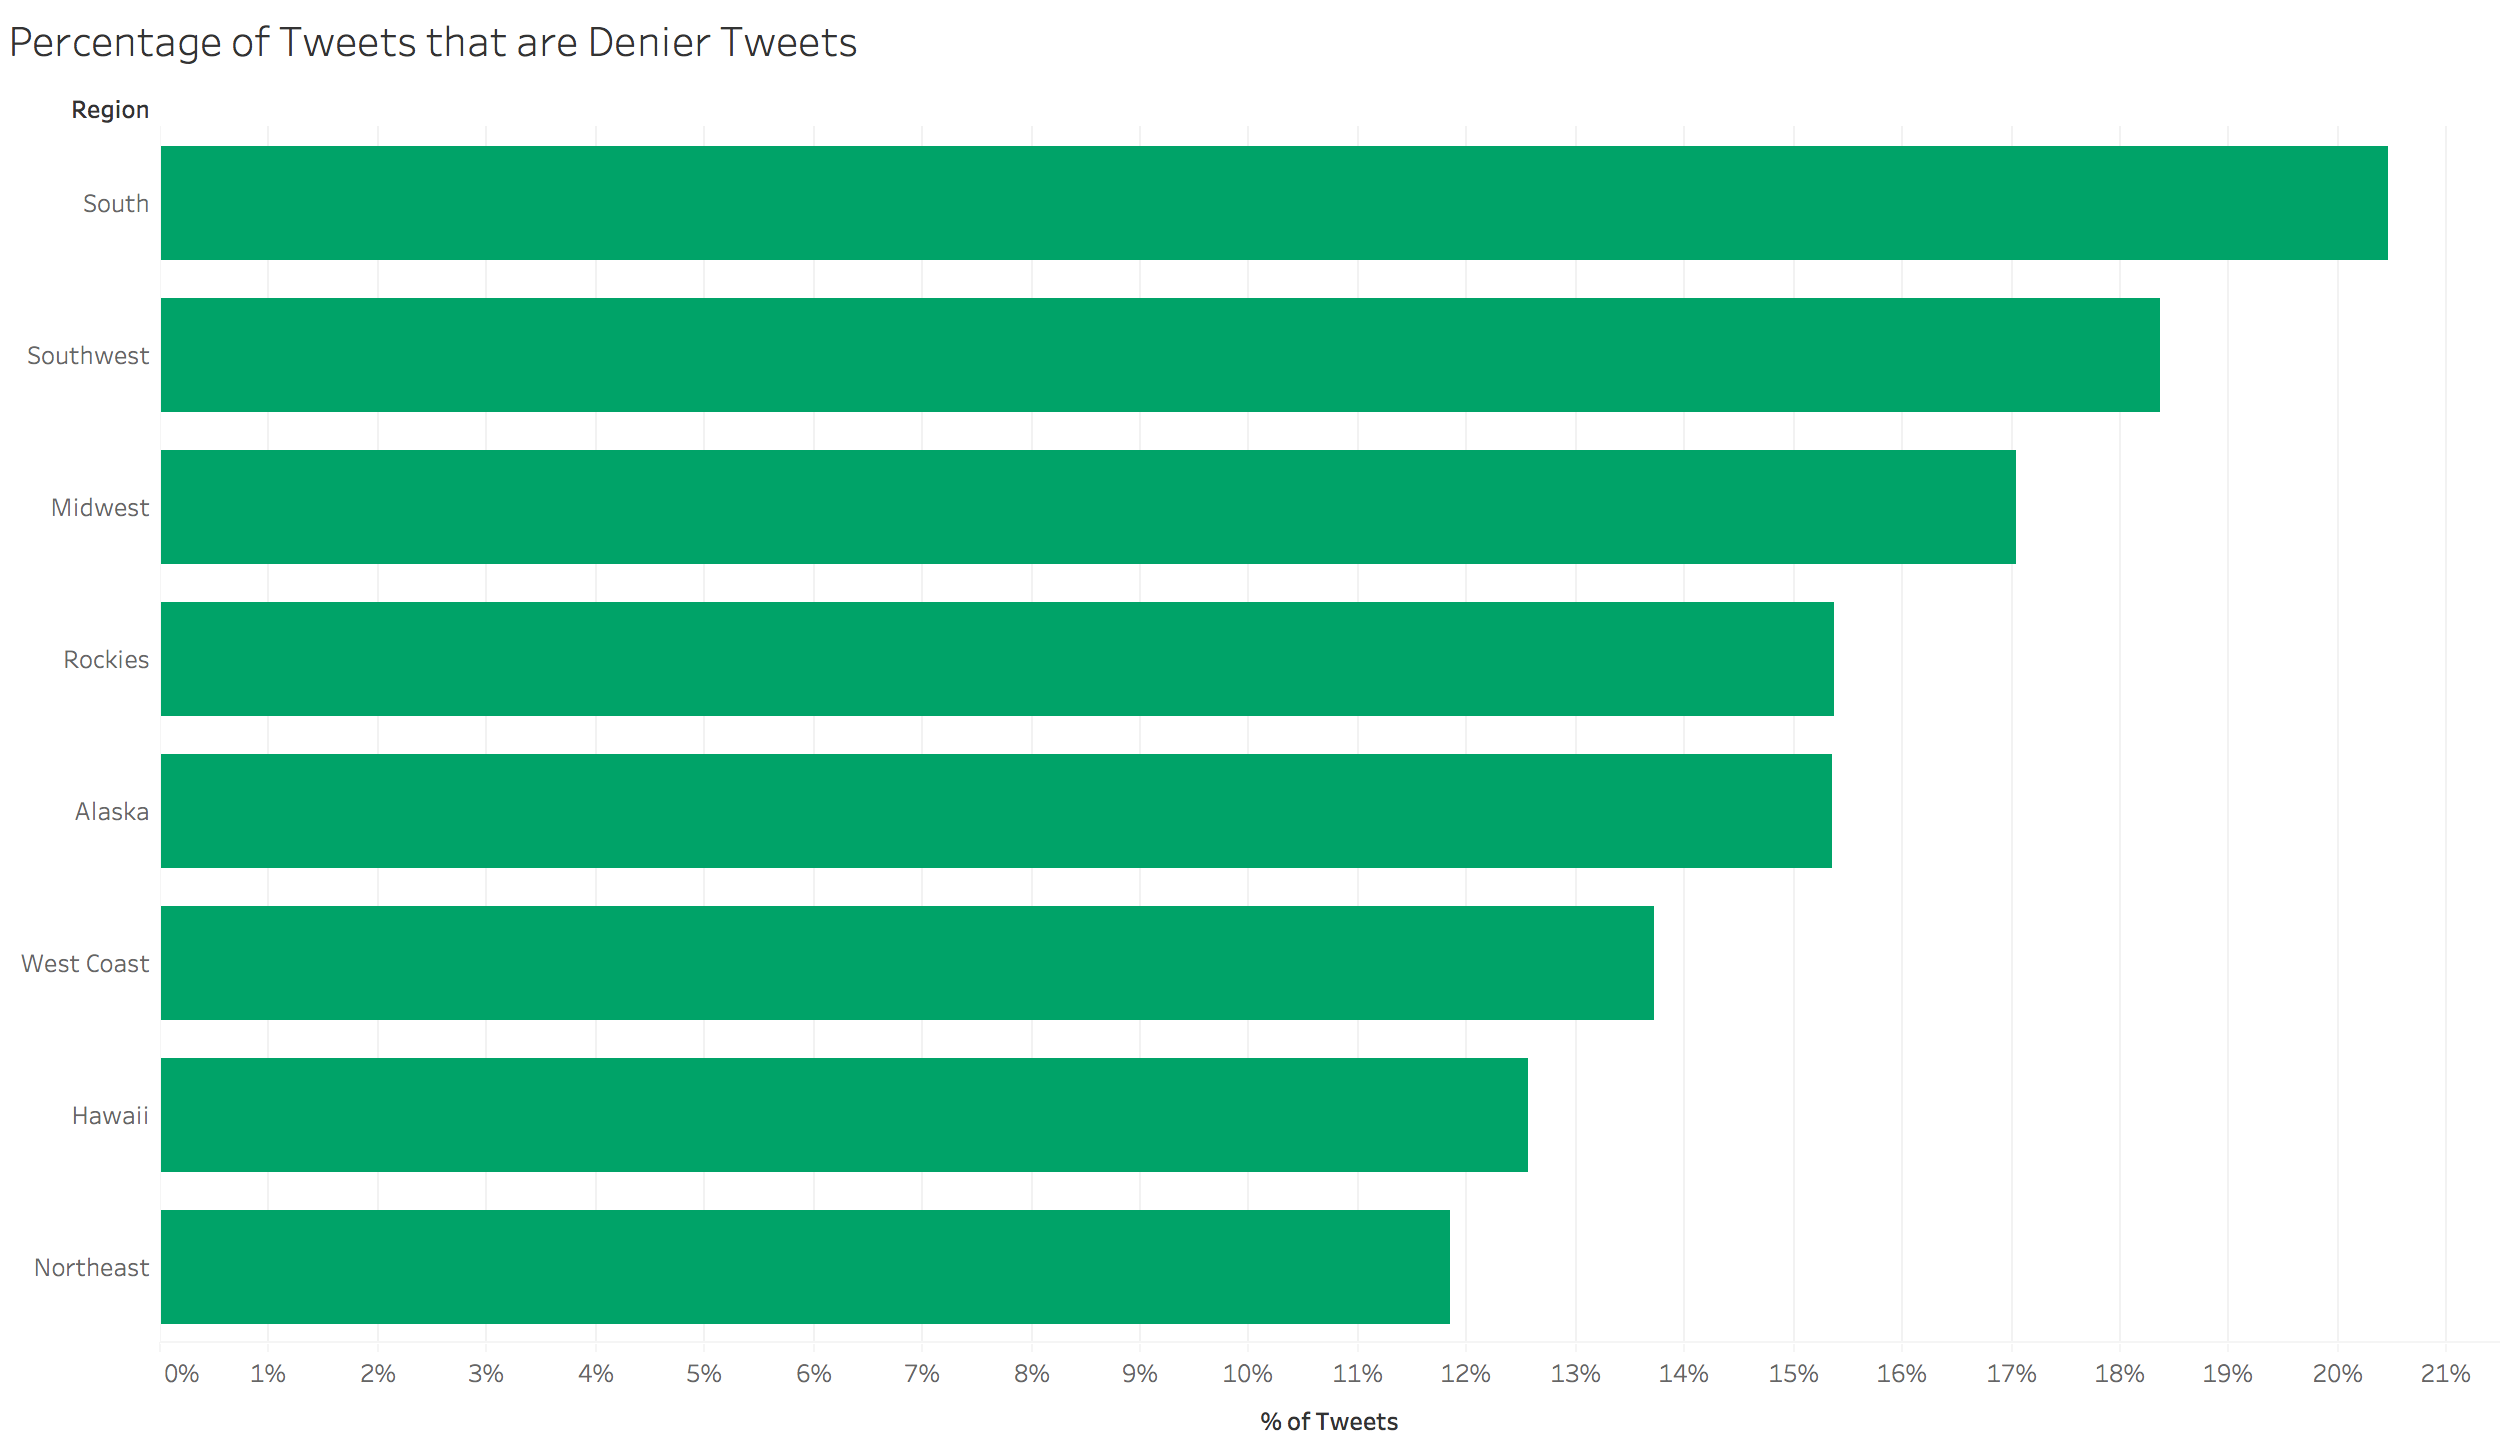 Percentage of Tweets that are Denier Tweets
Region
South
Southwest
Midwest
Rockies
Alaska
West Coast
Hawaii
Northeast
0% 1% 2% 3% 4% 5% 6% 7% 8% 9% 10% 11% 12% 13% 14% 15% 16% 17% 18% 19% 20% 21%
% of Tweets